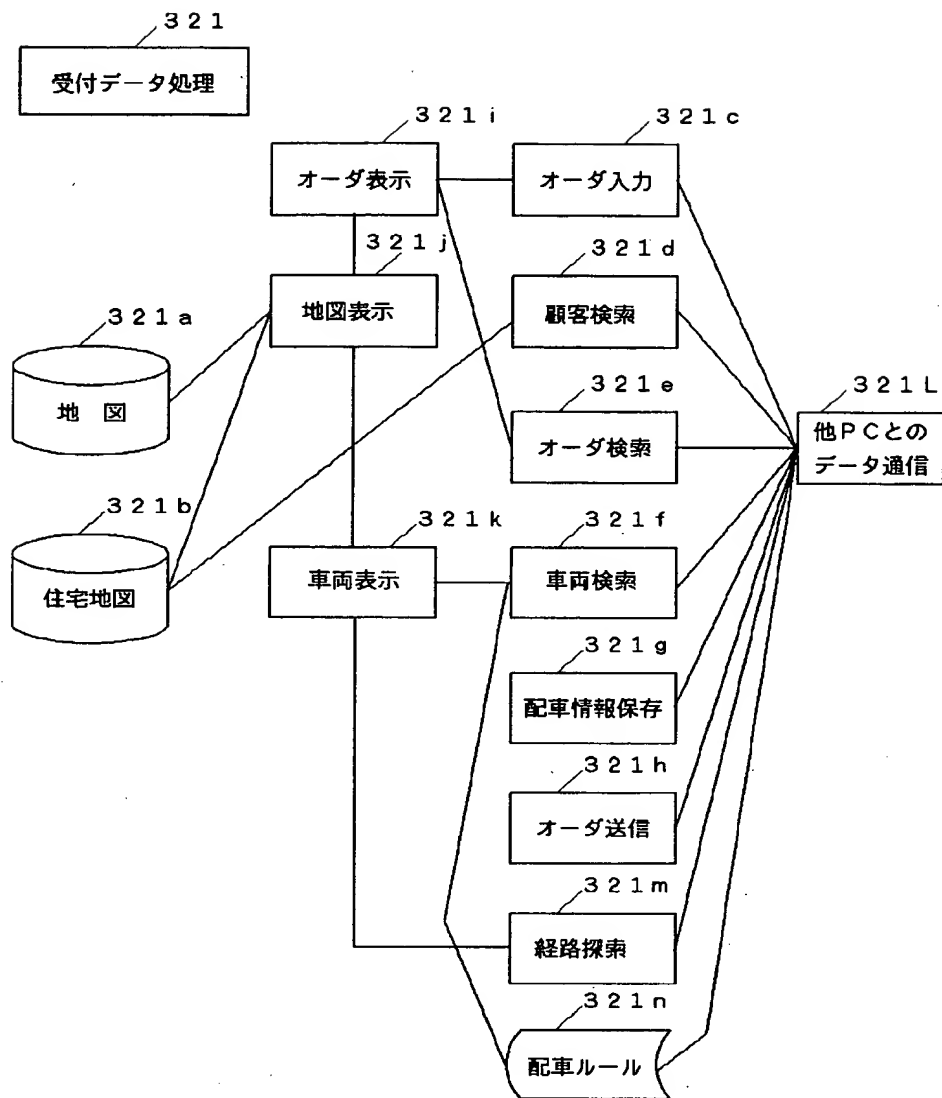 ３２１
受付データ処理
３２１i
オーダ表示
３２１c
オーダ入力
３２１j
地図表示
３２１d
顧客検索
３２１a
地　図
３２１e
オーダ検索
３２１L
他ＰＣとの
データ通信
３２１b
住宅地図
３２１k
車両表示
３２１f
車両検索
３２１g
配車情報保存
３２１h
オーダ送信
３２１m
経路探索
３２１n
配車ルール